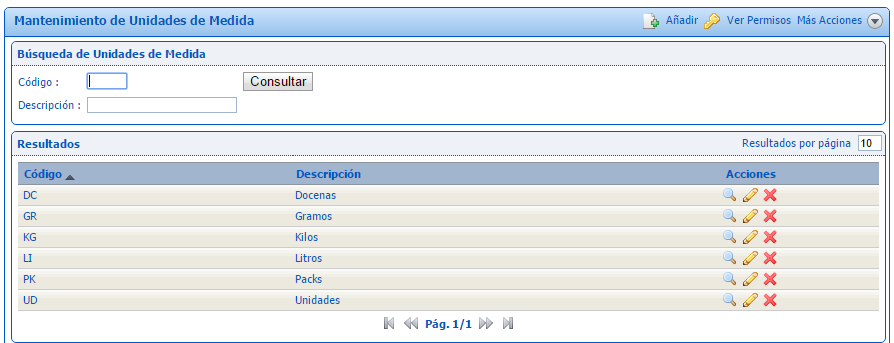 Mantenimiento de Unidades de Medida Añadir Ver Permisos Más Acciones
Búsqueda de Unidades de Medida
Código : Consultar
Descripción :
Resultados Resultados por página 10
Código Descripción Acciones
DC Docenas
GR Gramos
KG Kilos
LI Litros
PK Packs
UD Unidades
Pág. 1/1